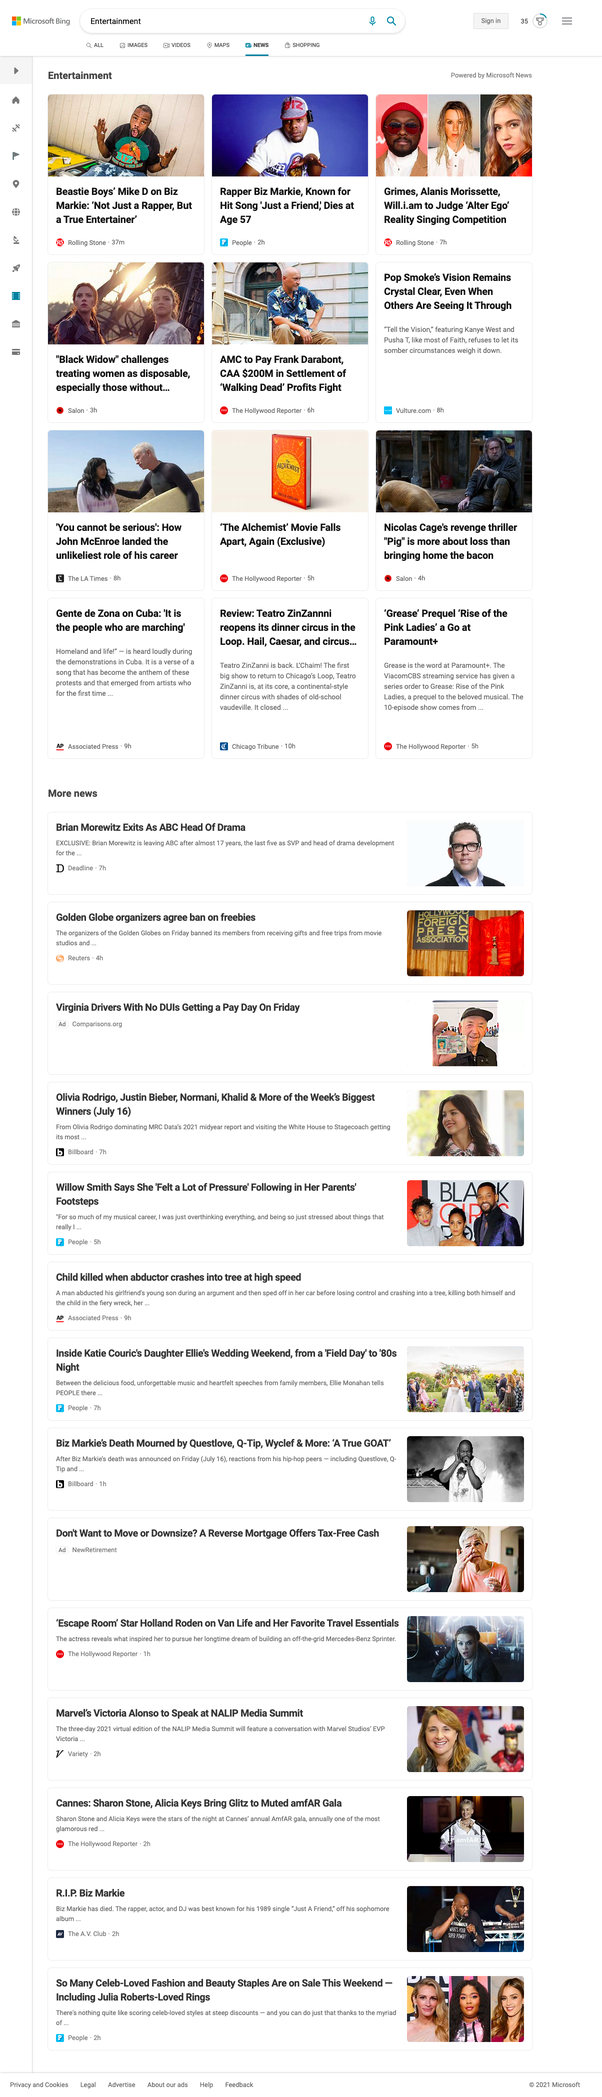 Microsoft Bing
Entertainment
Sign in
35
ALL
IMAGES
VIDEOS
MAPS
NEWS
SHOPPING
Entertainment
Powered by Microsoft News
Beastie Boys' Mike D on Biz
Markie: 'Not Just a Rapper, But
a True Entertainer'
Rolling Stone · 37m
Rapper Biz Markie, Known for
Hit Song 'Just a Friend,' Dies at
Age 57
People · 2h
Grimes, Alanis Morissette,
Will.i.am to Judge 'Alter Ego'
Reality Singing Competition
Rolling Stone · 7h
"Black Widow" challenges
treating women as disposable,
especially those without...
Salon · 3h
AMC to Pay Frank Darabont,
CAA $200M in Settlement of
'Walking Dead' Profits Fight
The Hollywood Reporter · 6h
Pop Smoke's Vision Remains
Crystal Clear, Even When
Others Are Seeing It Through
"Tell the Vision," featuring Kanye West and
Pusha T, like most of Faith, refuses to let its
somber circumstances weigh it down.
Vulture.com · 8h
'You cannot be serious': How
John McEnroe landed the
unlikeliest role of his career
The LA Times · 8h
ALCHEMIST
'The Alchemist' Movie Falls
Apart, Again (Exclusive)
The Hollywood Reporter · 5h
Nicolas Cage's revenge thriller
"Pig" is more about loss than
bringing home the bacon
Salon · 4h
Gente de Zona on Cuba: 'It is
the people who are marching'
Homeland and life!" — is heard loudly during
the demonstrations in Cuba. It is a verse of a
song that has become the anthem of these
protests and that emerged from artists who
for the first time ...
AP Associated Press · 9h
Review: Teatro ZinZannni
reopens its dinner circus in the
Loop. Hail, Caesar, and circus...
Teatro ZinZanni is back. L'Chaim! The first
big show to return to Chicago's Loop, Teatro
ZinZanni is, at its core, a continental-style
dinner circus with shades of old-school
vaudeville. It closed ...
Chicago Tribune · 10h
'Grease' Prequel 'Rise of the
Pink Ladies' a Go at
Paramount+
Grease is the word at Paramount+. The
ViacomCBS streaming service has given a
series order to Grease: Rise of the Pink
Ladies, a prequel to the beloved musical. The
10-episode show comes from ...
The Hollywood Reporter · 5h
More news
Brian Morewitz Exits As ABC Head Of Drama
EXCLUSIVE: Brian Morewitz is leaving ABC after almost 17 years, the last five as SVP and head of drama development
for the ...
Deadline · 7h
Golden Globe organizers agree ban on freebies
The organizers of the Golden Globes on Friday banned its members from receiving gifts and free trips from movie
studios and ...
Reuters · 4h
HOLLYWOOD
FOREIGN
PRESS
ASSOCIATION
Virginia Drivers With No DUIs Getting a Pay Day On Friday
Ad Comparisons.org
Olivia Rodrigo, Justin Bieber, Normani, Khalid & More of the Week's Biggest
Winners (July 16)
From Olivia Rodrigo dominating MRC Data's 2021 midyear report and visiting the White House to Stagecoach getting
its most ...
Billboard · 7h
Willow Smith Says She 'Felt a Lot of Pressure' Following in Her Parents'
Footsteps
"For so much of my musical career, I was just overthinking everything, and being so just stressed about things that
really I ...
People · 5h
BLACK
GIRLS
Child killed when abductor crashes into tree at high speed
A man abducted his girlfriend's young son during an argument and then sped off in her car before losing control and crashing into a tree, killing both himself and
the child in the fiery wreck, her ...
AP Associated Press · 9h
Inside Katie Couric's Daughter Ellie's Wedding Weekend, from a 'Field Day' to '80s
Night
Between the delicious food, unforgettable music and heartfelt speeches from family members, Ellie Monahan tells
PEOPLE there ...
People · 7h
Biz Markie's Death Mourned by Questlove, Q-Tip, Wyclef & More: 'A True GOAT'
After Biz Markie's death was announced on Friday (July 16), reactions from his hip-hop peers — including Questlove, Q-
Tip and ...
Billboard · 1h
Don't Want to Move or Downsize? A Reverse Mortgage Offers Tax-Free Cash
Ad NewRetirement
'Escape Room' Star Holland Roden on Van Life and Her Favorite Travel Essentials
The actress reveals what inspired her to pursue her longtime dream of building an off-the-grid Mercedes-Benz Sprinter.
The Hollywood Reporter · 1h
Marvel's Victoria Alonso to Speak at NALIP Media Summit
The three-day 2021 virtual edition of the NALIP Media Summit will feature a conversation with Marvel Studios' EVP
Victoria ...
Variety · 2h
Cannes: Sharon Stone, Alicia Keys Bring Glitz to Muted amfAR Gala
Sharon Stone and Alicia Keys were the stars of the night at Cannes' annual AmfAR gala, annually one of the most
glamorous red ...
The Hollywood Reporter · 2h
R.I.P. Biz Markie
Biz Markie has died. The rapper, actor, and DJ was best known for his 1989 single "Just A Friend," off his sophomore
album ...
The A.V. Club · 2h
So Many Celeb-Loved Fashion and Beauty Staples Are on Sale This Weekend —
Including Julia Roberts-Loved Rings
There's nothing quite like scoring celeb-loved styles at steep discounts — and you can do just that thanks to the myriad
of ...
People · 2h
Privacy and Cookies
Legal
Advertise
About our ads
Help
Feedback
© 2021 Microsoft